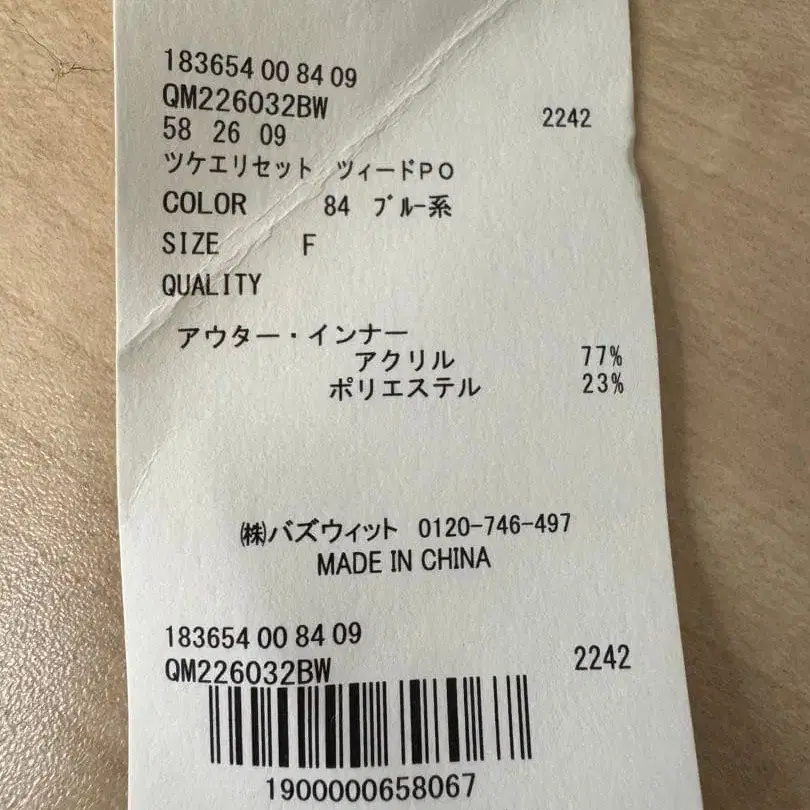 183654 00 84 09
QM226032BW 2242
58 26 09
ツケエリセット ツィードPO
COLOR 84 ブルー系
SIZE F
QUALITY
アウター・インナー
アクリル 77%
ポリエステル 23%
㈱バズウィット 0120-746-497
MADE IN CHINA
183654 00 84 09
QM226032BW 2242
1900000658067